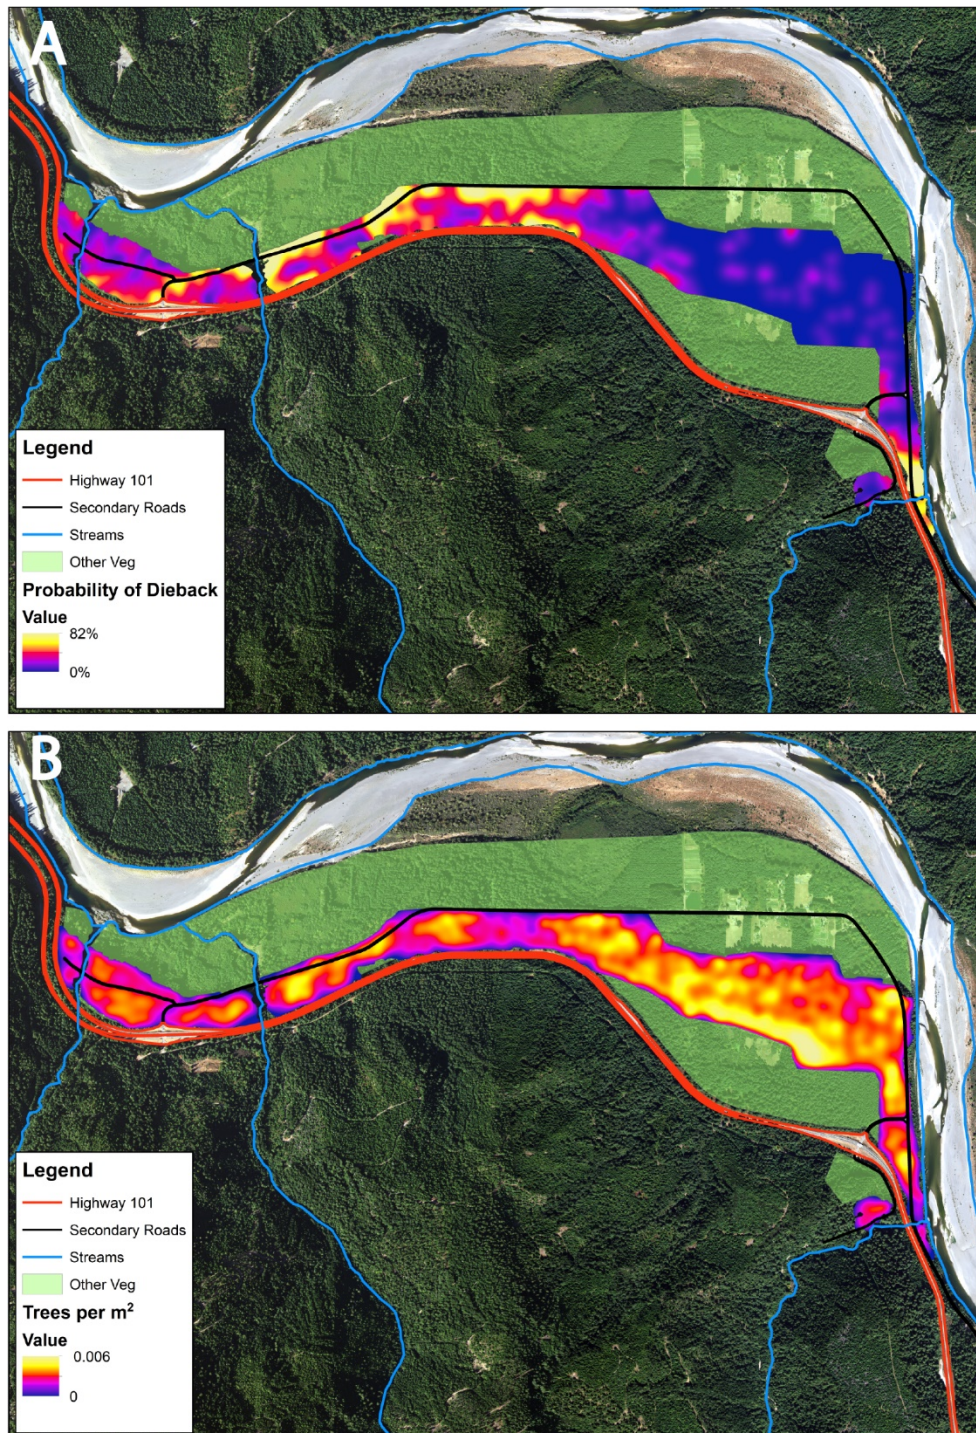 A
Legend
Highway 101
Secondary Roads
Streams
Other Veg
Probability of Dieback
Value
82%
0%
B
Legend
Highway 101
Secondary Roads
Streams
Other Veg
Trees per m²
Value
0.006
0